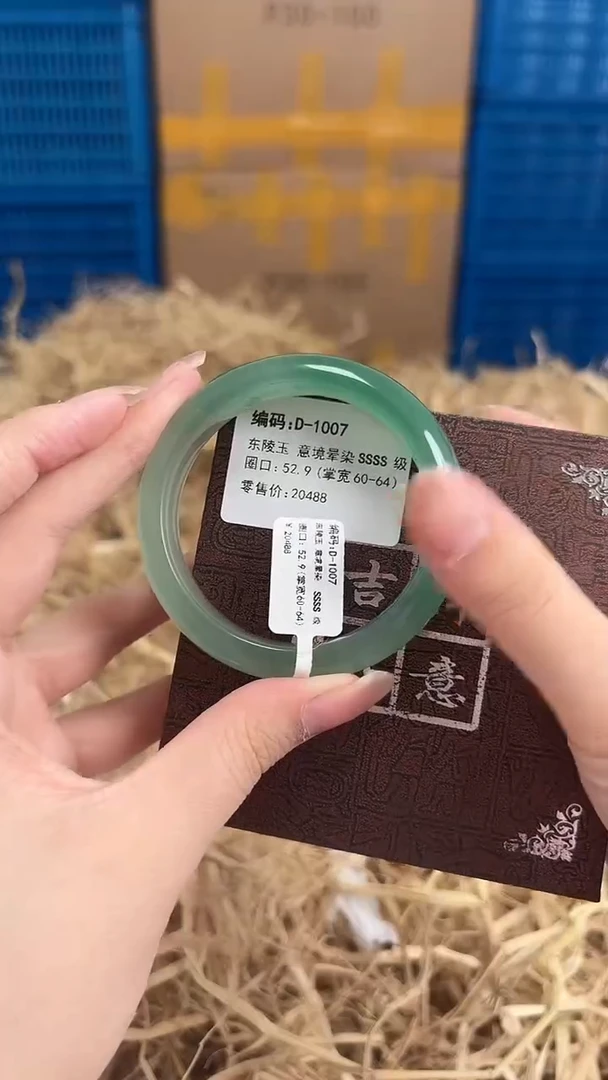 编码:D-1007
东陵玉 意境晕染 SSSS 级
圈口: 52.9 (掌宽60-64)
零售价:20488
编码:D-1007
东陵玉 意境晕染 SSSS 级
圈口: 52.9(掌宽60-64)
¥ 20488
吉
意